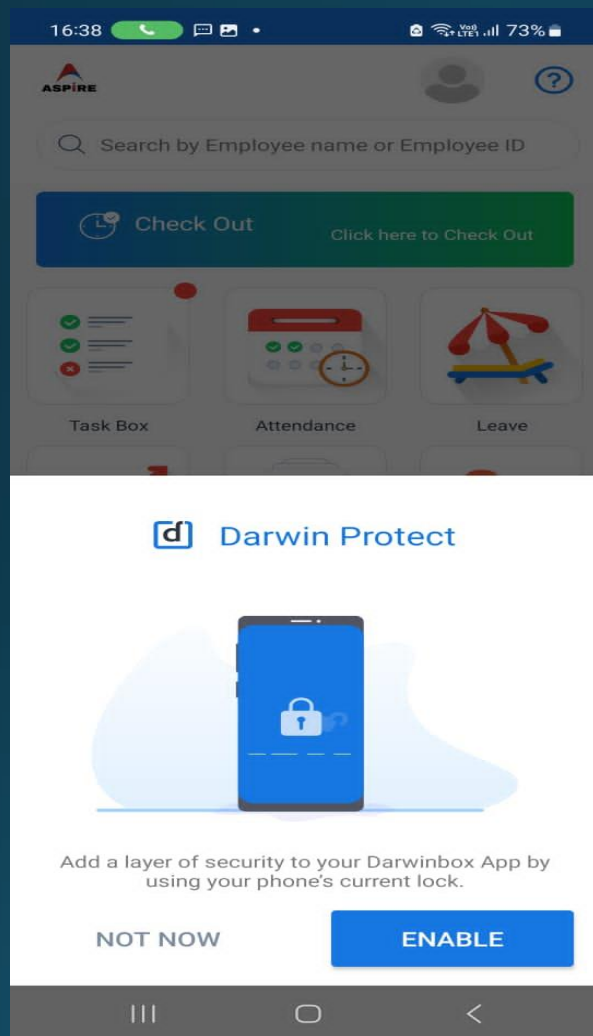 16:38
Vo)) LTE1 73%
ASPIRE
?
Search by Employee name or Employee ID
Check Out
Click here to Check Out
Task Box Attendance Leave
d Darwin Protect
Add a layer of security to your Darwinbox App by
using your phone's current lock.
NOT NOW ENABLE